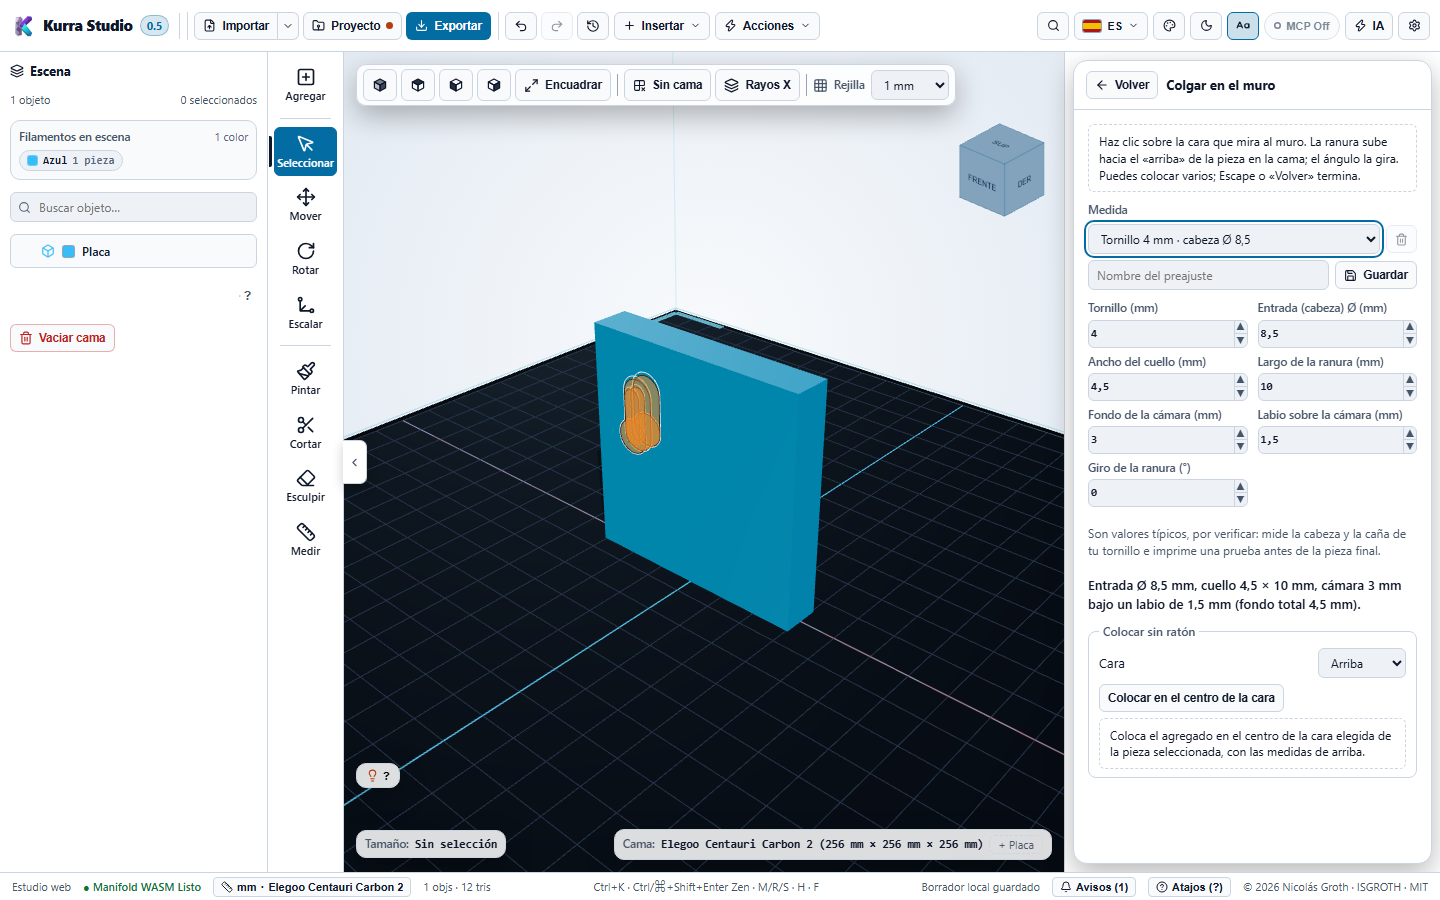 Kurra Studio 0.5
Importar
Proyecto
Exportar
Insertar
Acciones
ES
Aa
MCP Off
IA
Escena
1 objeto
0 seleccionados
Filamentos en escena
1 color
Azul 1 pieza
Buscar objeto...
Placa
?
Vaciar cama
Agregar
Seleccionar
Mover
Rotar
Escalar
Pintar
Cortar
Esculpir
Medir
Encuadrar
Sin cama
Rayos X
Rejilla
1 mm
SUP
FRENTE
DER
?
Tamaño: Sin selección
Cama: Elegoo Centauri Carbon 2 (256 mm × 256 mm × 256 mm)
+ Placa
Volver
Colgar en el muro
Haz clic sobre la cara que mira al muro. La ranura sube
hacia el «arriba» de la pieza en la cama; el ángulo la gira.
Puedes colocar varios; Escape o «Volver» termina.
Medida
Tornillo 4 mm · cabeza Ø 8,5
Nombre del preajuste
Guardar
Tornillo (mm)
Entrada (cabeza) Ø (mm)
4
8,5
Ancho del cuello (mm)
Largo de la ranura (mm)
4,5
10
Fondo de la cámara (mm)
Labio sobre la cámara (mm)
3
1,5
Giro de la ranura (°)
0
Son valores típicos, por verificar: mide la cabeza y la caña de
tu tornillo e imprime una prueba antes de la pieza final.
Entrada Ø 8,5 mm, cuello 4,5 × 10 mm, cámara 3 mm
bajo un labio de 1,5 mm (fondo total 4,5 mm).
Colocar sin ratón
Cara
Arriba
Colocar en el centro de la cara
Coloca el agregado en el centro de la cara elegida de
la pieza seleccionada, con las medidas de arriba.
Estudio web
Manifold WASM Listo
mm · Elegoo Centauri Carbon 2
1 objs · 12 tris
Ctrl+K · Ctrl/⌘+Shift+Enter Zen · M/R/S · H · F
Borrador local guardado
Avisos (1)
Atajos (?)
© 2026 Nicolás Groth · ISGROTH · MIT